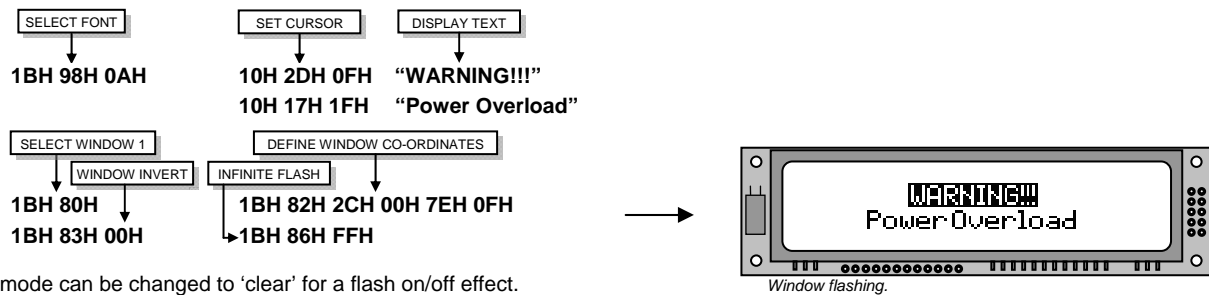 SELECT FONT SET CURSOR DISPLAY TEXT
1BH 98H 0AH 10H 2DH 0FH “WARNING!!!”
10H 17H 1FH “Power Overload”
SELECT WINDOW 1 DEFINE WINDOW CO-ORDINATES
WINDOW INVERT INFINITE FLASH
1BH 80H 1BH 82H 2CH 00H 7EH 0FH
1BH 83H 00H 1BH 86H FFH
WARNING!!!
Power Overload
mode can be changed to ‘clear’ for a flash on/off effect.
Window flashing.